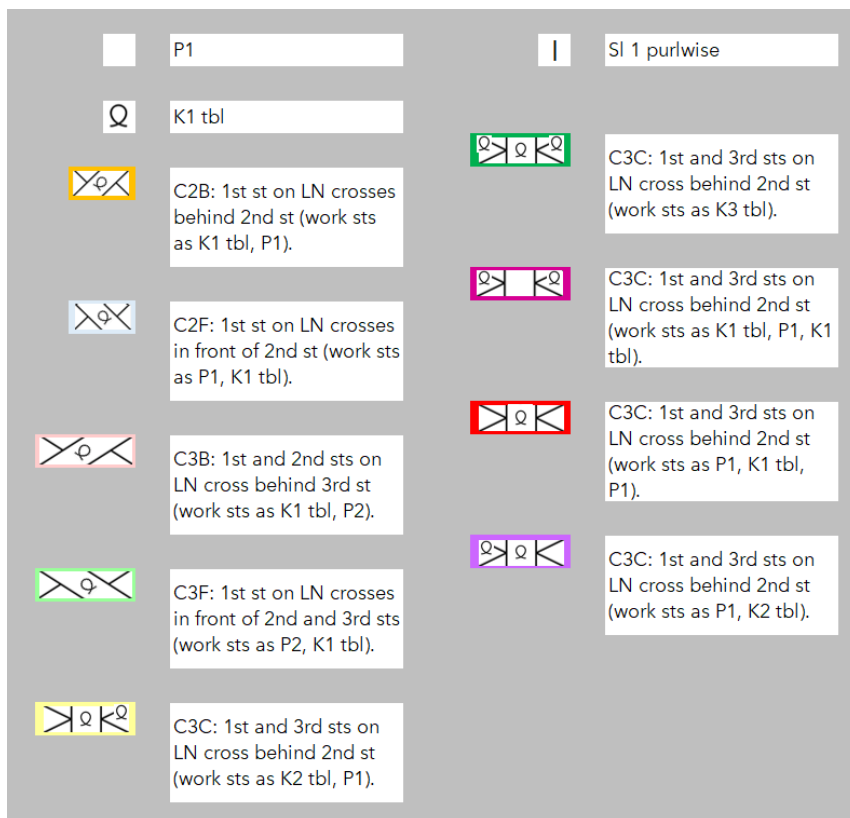 P1
K1 tbl
C2B: 1st st on LN crosses
behind 2nd st (work sts
as K1 tbl, P1).
C2F: 1st st on LN crosses
in front of 2nd st (work sts
as P1, K1 tbl).
C3B: 1st and 2nd sts on
LN cross behind 3rd st
(work sts as K1 tbl, P2).
C3F: 1st st on LN crosses
in front of 2nd and 3rd sts
(work sts as P2, K1 tbl).
C3C: 1st and 3rd sts on
LN cross behind 2nd st
(work sts as K2 tbl, P1).
Sl 1 purlwise
C3C: 1st and 3rd sts on
LN cross behind 2nd st
(work sts as K3 tbl).
C3C: 1st and 3rd sts on
LN cross behind 2nd st
(work sts as K1 tbl, P1, K1
tbl).
C3C: 1st and 3rd sts on
LN cross behind 2nd st
(work sts as P1, K1 tbl,
P1).
C3C: 1st and 3rd sts on
LN cross behind 2nd st
(work sts as P1, K2 tbl).